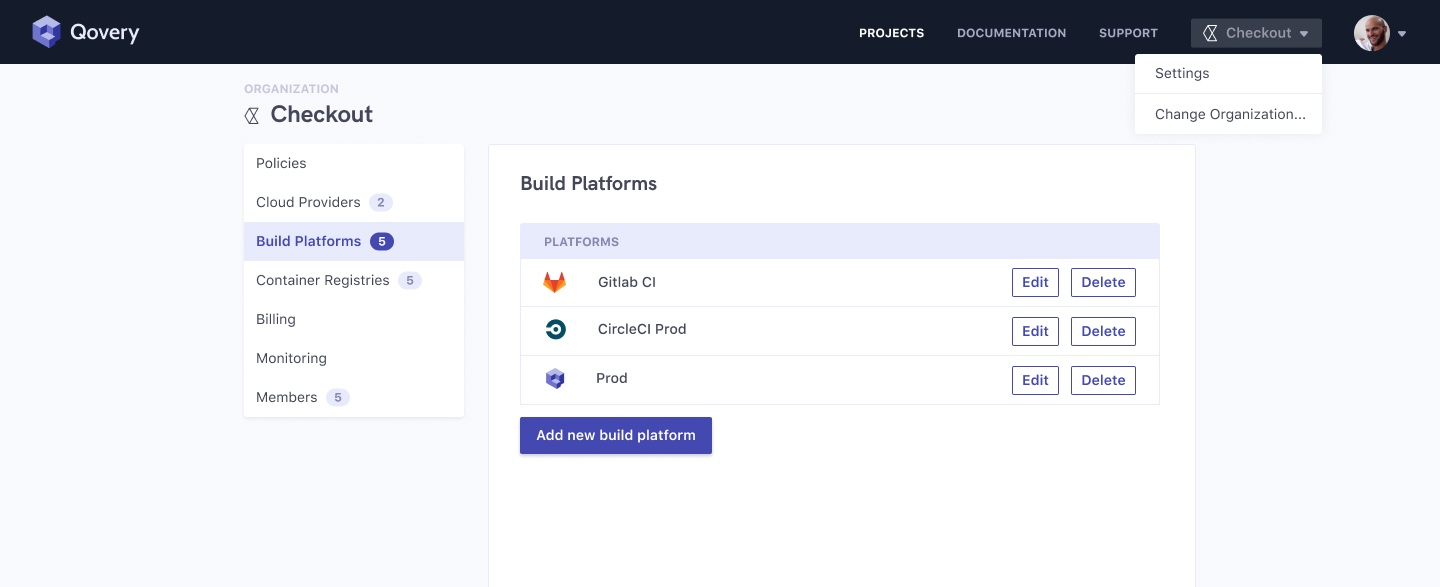 Qovery
PROJECTS DOCUMENTATION SUPPORT Checkout
Settings
Change Organization...
ORGANIZATION
Checkout
Policies
Cloud Providers 2
Build Platforms 5
Container Registries 5
Billing
Monitoring
Members 5
Build Platforms
PLATFORMS
Gitlab CI Edit Delete
CircleCI Prod Edit Delete
Prod Edit Delete
Add new build platform